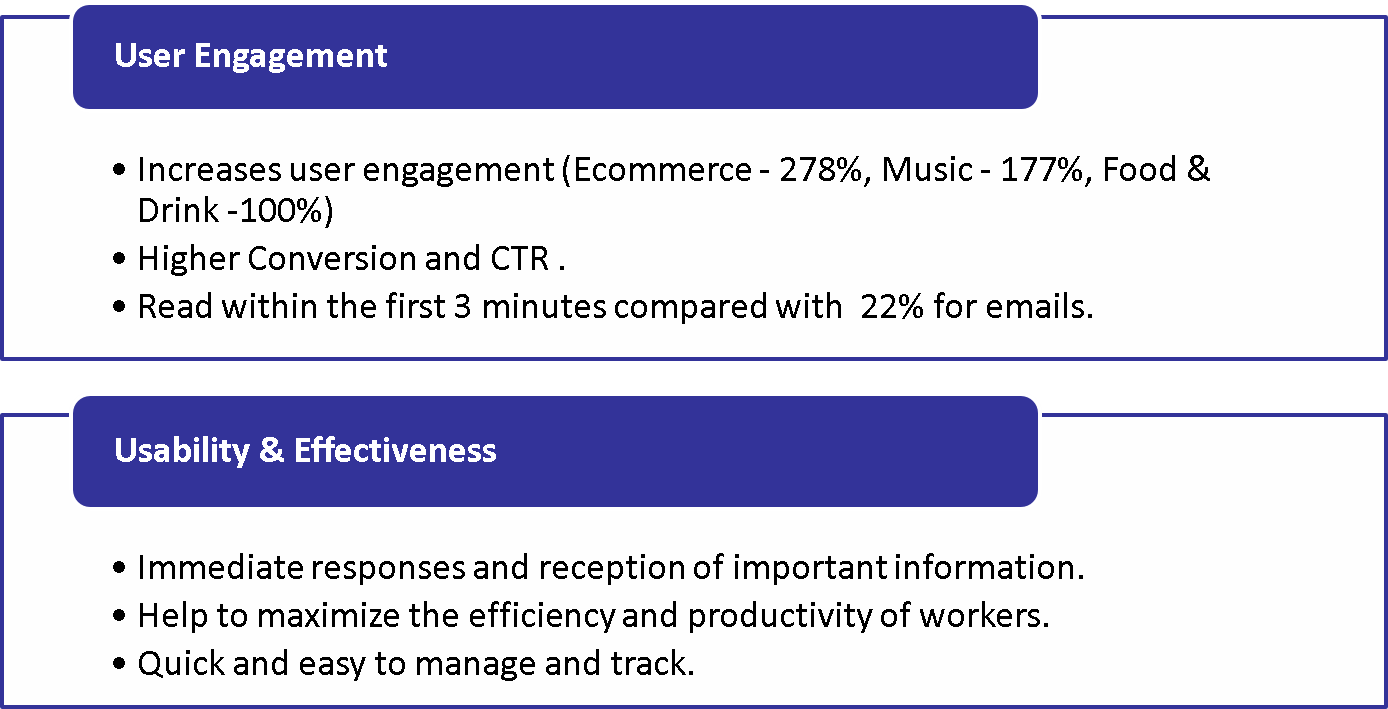 User Engagement
• Increases user engagement (Ecommerce - 278%, Music - 177%, Food &
Drink -100%)
• Higher Conversion and CTR .
• Read within the first 3 minutes compared with  22% for emails.
Usability & Effectiveness
• Immediate responses and reception of important information.
• Help to maximize the efficiency and productivity of workers.
• Quick and easy to manage and track.